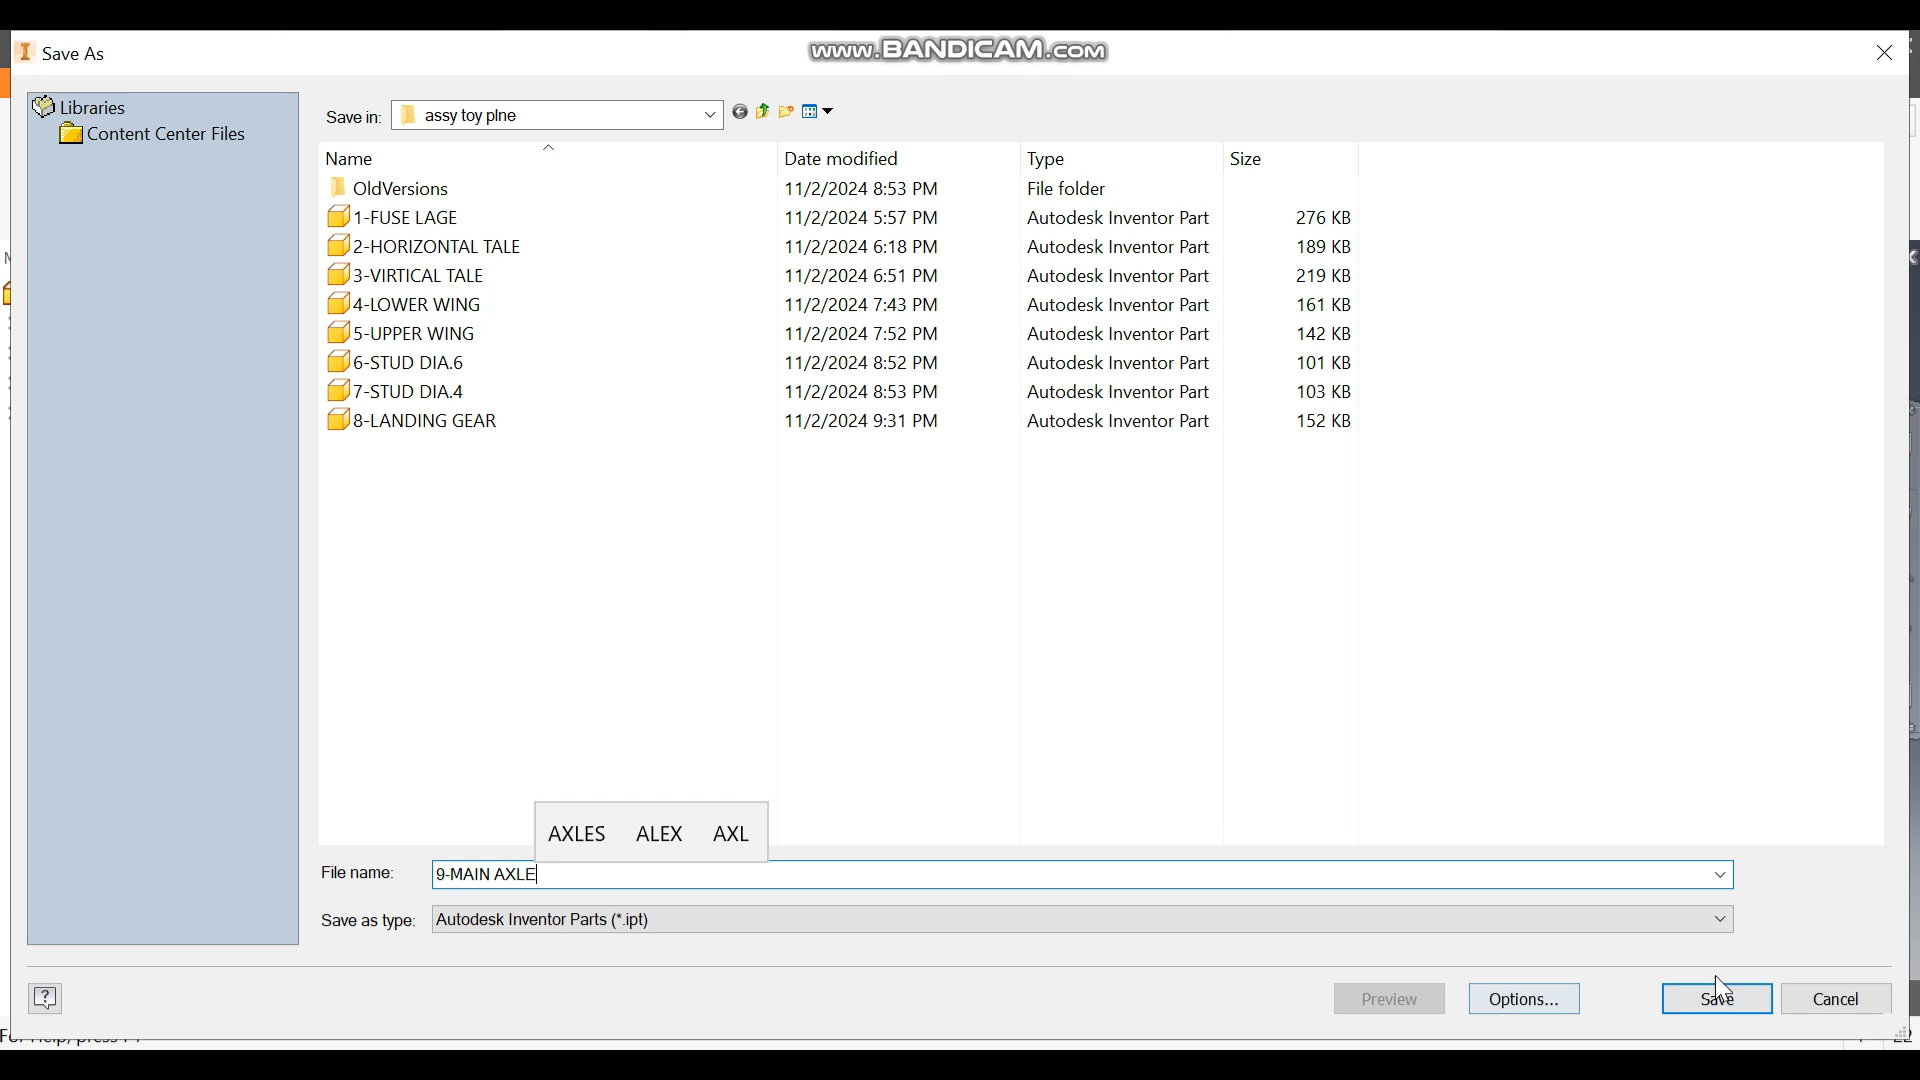 Save As
www.BANDICAM.com
Libraries
Content Center Files
Save in: assy toy plne
Name Date modified Type Size
OldVersions 11/2/2024 8:53 PM File folder
1-FUSE LAGE 11/2/2024 5:57 PM Autodesk Inventor Part 276 KB
2-HORIZONTAL TALE 11/2/2024 6:18 PM Autodesk Inventor Part 189 KB
3-VIRTICAL TALE 11/2/2024 6:51 PM Autodesk Inventor Part 219 KB
4-LOWER WING 11/2/2024 7:43 PM Autodesk Inventor Part 161 KB
5-UPPER WING 11/2/2024 7:52 PM Autodesk Inventor Part 142 KB
6-STUD DIA.6 11/2/2024 8:52 PM Autodesk Inventor Part 101 KB
7-STUD DIA.4 11/2/2024 8:53 PM Autodesk Inventor Part 103 KB
8-LANDING GEAR 11/2/2024 9:31 PM Autodesk Inventor Part 152 KB
AXLES ALEX AXL
File name: 9-MAIN AXLE
Save as type: Autodesk Inventor Parts (*.ipt)
Preview Options... Save Cancel